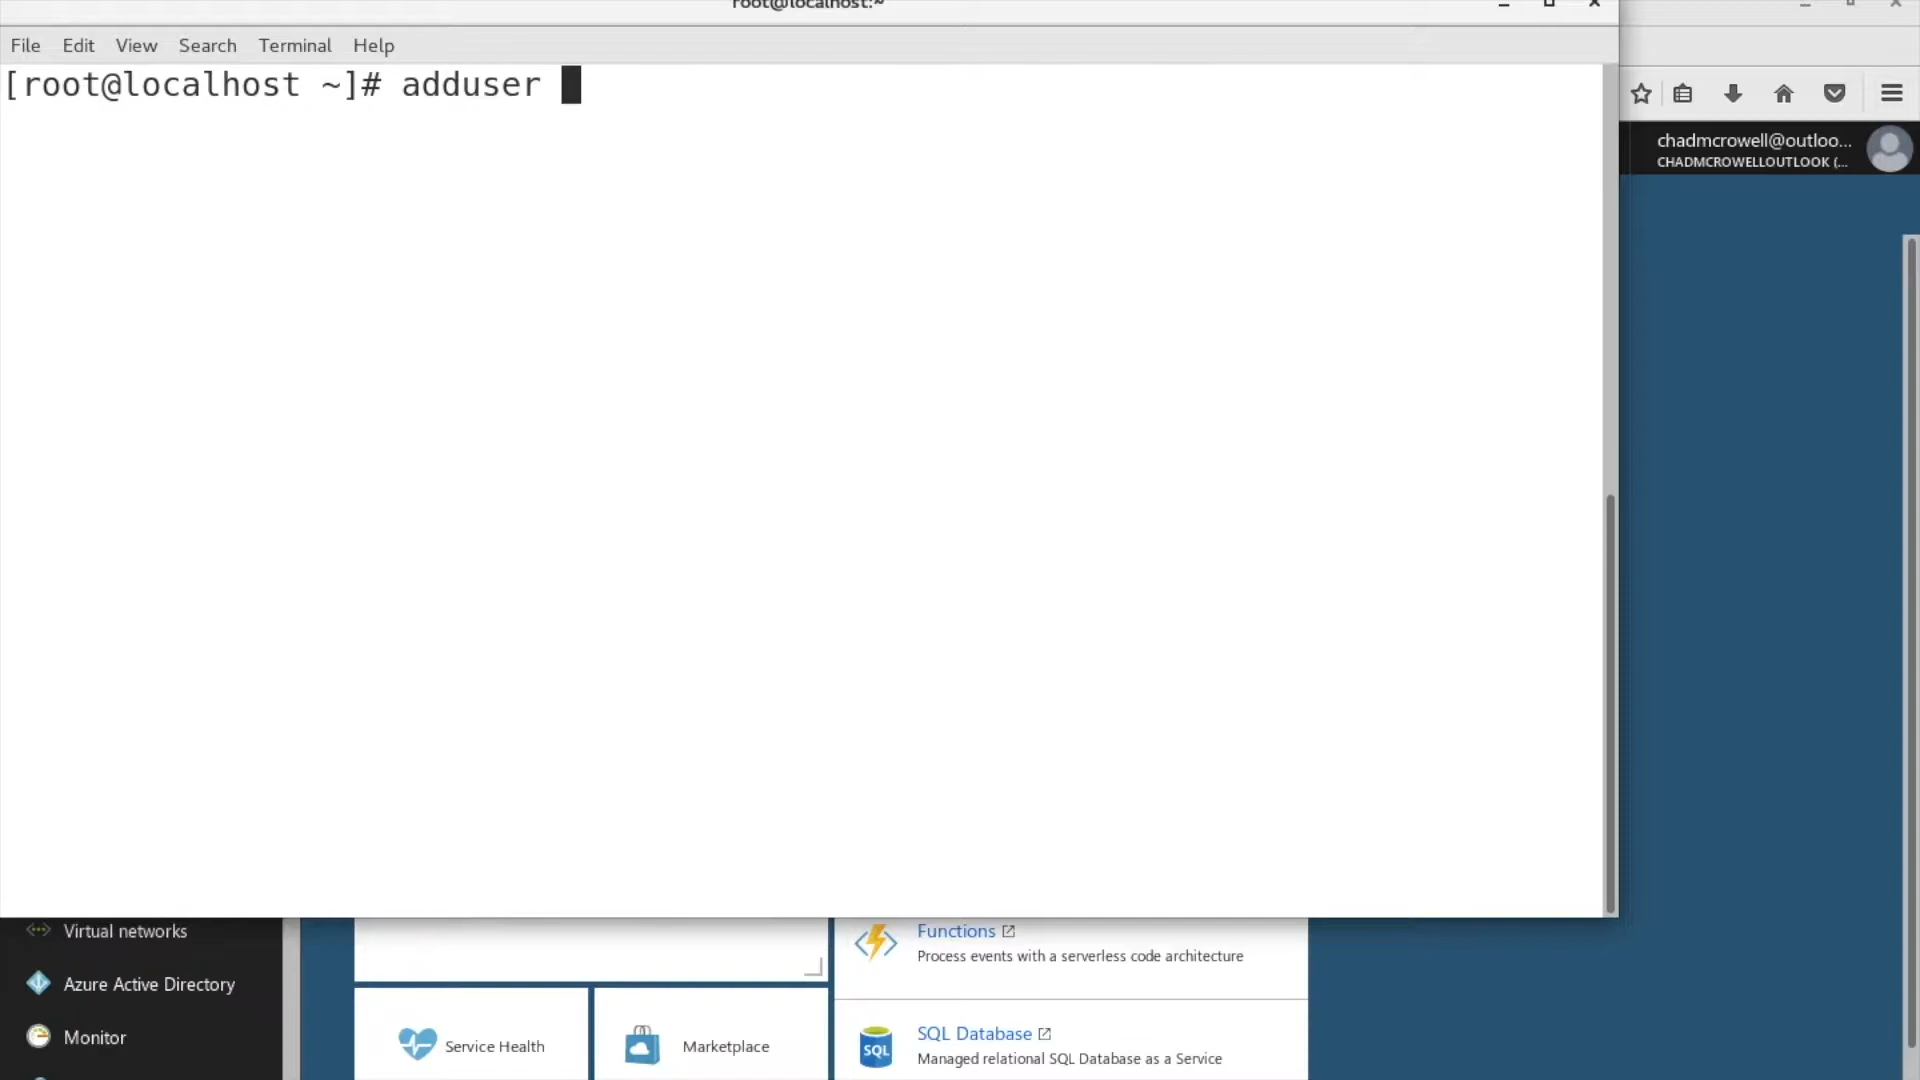 root@localhost:~
File Edit View Search Terminal Help
[root@localhost ~]# adduser
chadmcrowell@outloo...
CHADMCROWELLOUTLOOK (...
Virtual networks
Azure Active Directory
Monitor
Service Health
Marketplace
Functions
Process events with a serverless code architecture
SQL
SQL Database
Managed relational SQL Database as a Service